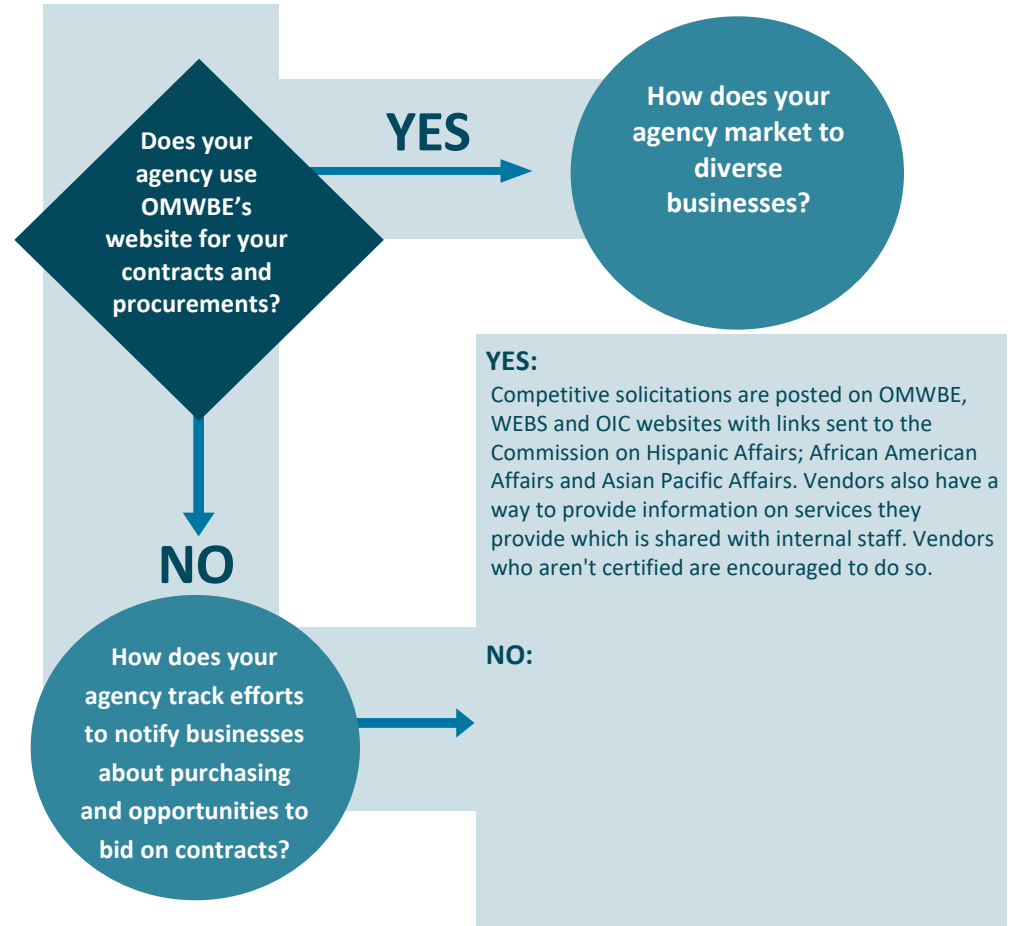 Does your
agency use
OMWBE's
website for your
contracts and
procurements?
YES
How does your
agency market to
diverse
businesses?
YES:
Competitive solicitations are posted on OMWBE,
WEBS and OIC websites with links sent to the
Commission on Hispanic Affairs; African American
Affairs and Asian Pacific Affairs. Vendors also have a
way to provide information on services they
provide which is shared with internal staff. Vendors
who aren't certified are encouraged to do so.
NO
How does your
agency track efforts
to notify businesses
about purchasing
and opportunities to
bid on contracts?
NO: